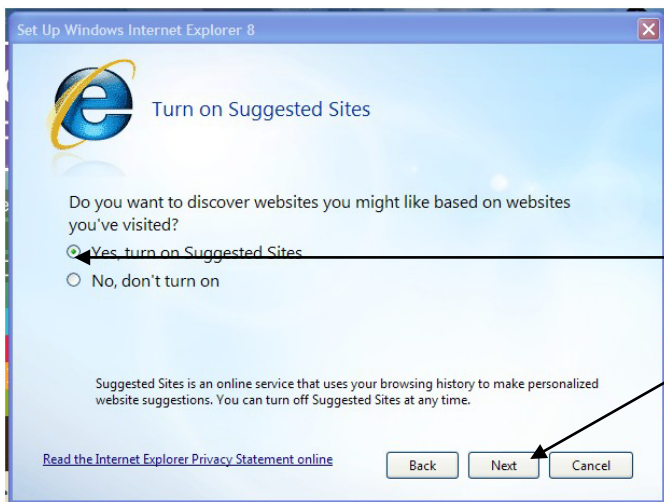 Set Up Windows Internet Explorer 8
Turn on Suggested Sites
Do you want to discover websites you might like based on websites
you've visited?
Yes, turn on Suggested Sites
No, don't turn on
Suggested Sites is an online service that uses your browsing history to make personalized
website suggestions. You can turn off Suggested Sites at any time.
Read the Internet Explorer Privacy Statement online
Back Next Cancel